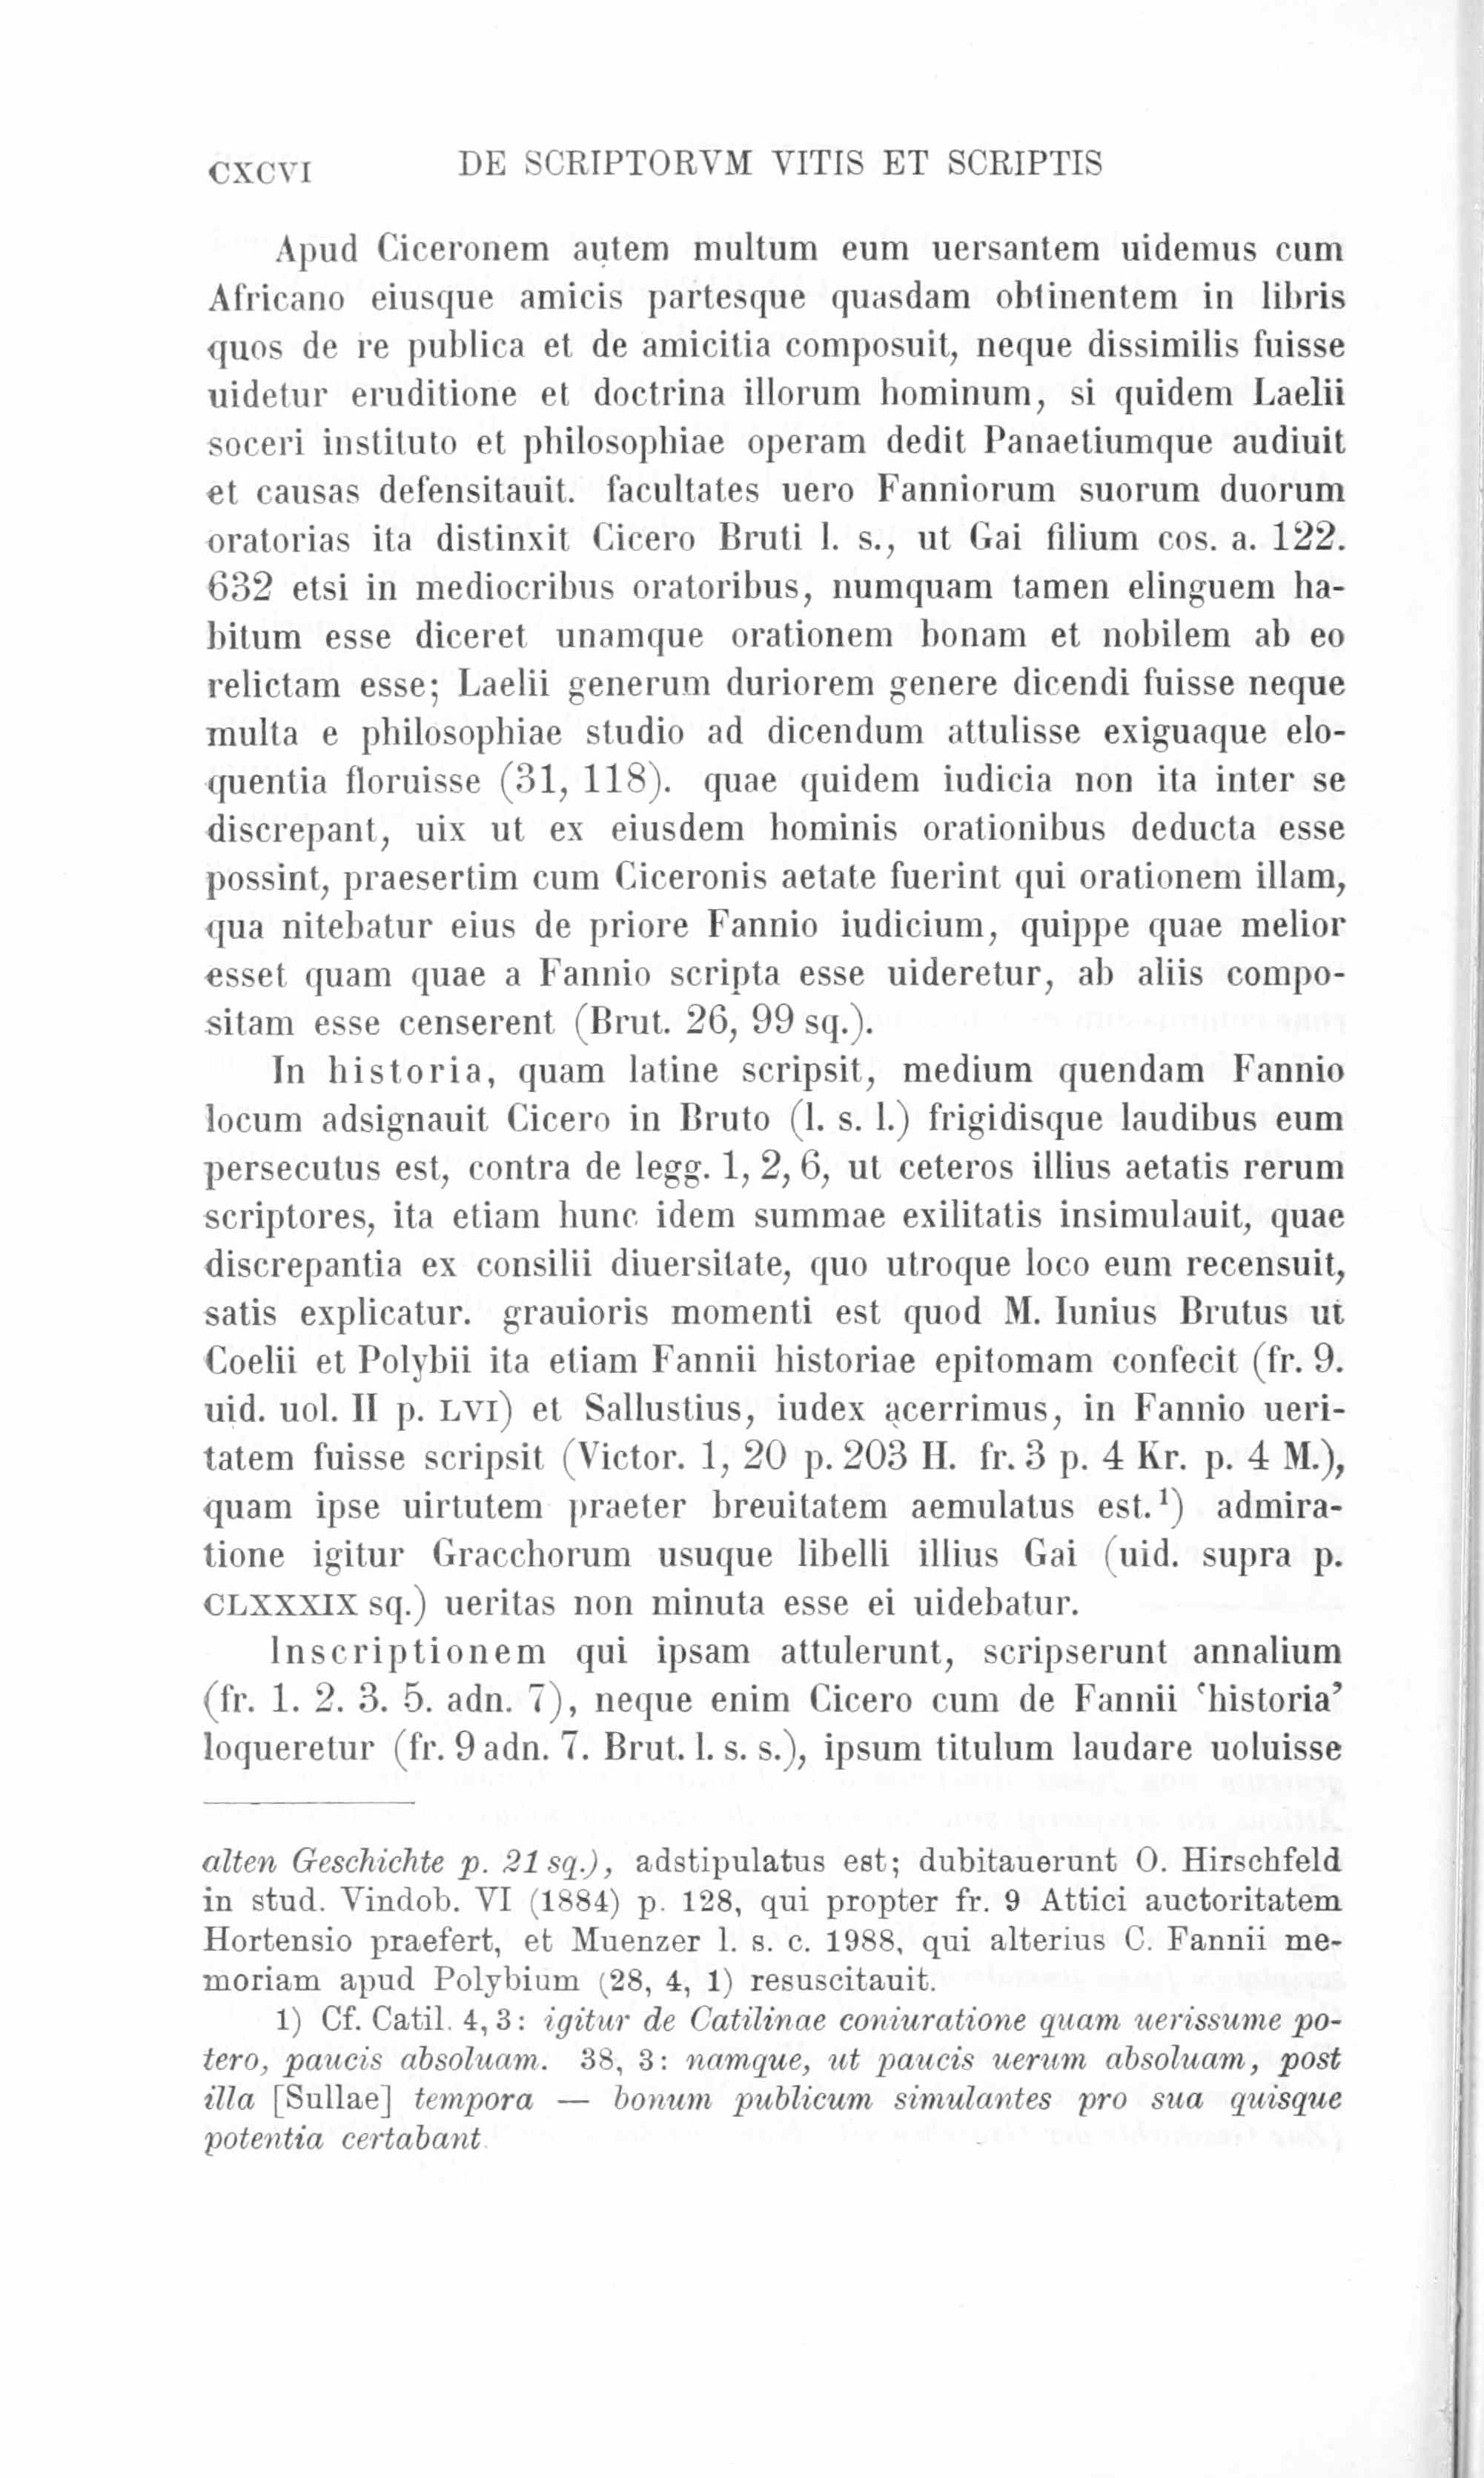 CXCVI DE SCRIPTORVM VITIS ET SCRIPTIS
Apud Ciceronem autem multum eum uersantem uidemus cum
Africano eiusque amicis partesque quasdam obtinentem in libris
quos de re publica et de amicitia composuit, neque dissimilis fuisse
uidetur eruditione et doctrina illorum hominum, si quidem Laelii
soceri instituto et philosophiae operam dedit Panaetiumque audiuit
et causas defensitauit. facultates uero Fanniorum suorum duorum
oratorias ita distinxit Cicero Bruti l. s., ut Gai filium cos. a. 122.
632 etsi in mediocribus oratoribus, numquam tamen elinguem ha-
bitum esse diceret unamque orationem bonam et nobilem ab eo
relictam esse; Laelii generum duriorem genere dicendi fuisse neque
multa e philosophiae studio ad dicendum attulisse exiguaque elo-
quentia floruisse (31, 118). quae quidem iudicia non ita inter se
discrepant, uix ut ex eiusdem hominis orationibus deducta esse
possint, praesertim cum Ciceronis aetate fuerint qui orationem illam,
qua nitebatur eius de priore Fannio iudicium, quippe quae melior
esset quam quae a Fannio scripta esse uideretur, ab aliis compo-
sitam esse censerent (Brut. 26, 99 sq.).
In historia, quam latine scripsit, medium quendam Fannio
locum adsignauit Cicero in Bruto (l. s. l.) frigidisque laudibus eum
persecutus est, contra de legg. 1, 2, 6, ut ceteros illius aetatis rerum
scriptores, ita etiam hunc idem summae exilitatis insimulauit, quae
discrepantia ex consilii diuersitate, quo utroque loco eum recensuit,
satis explicatur. grauioris momenti est quod M. Iunius Brutus ut
Coelii et Polybii ita etiam Fannii historiae epitomam confecit (fr. 9.
uid. uol. II p. LVI) et Sallustius, iudex acerrimus, in Fannio ueri-
tatem fuisse scripsit (Victor. 1, 20 p. 203 H. fr. 3 p. 4 Kr. p. 4 M.),
quam ipse uirtutem praeter breuitatem aemulatus est.¹) admira-
tione igitur Gracchorum usuque libelli illius Gai (uid. supra p.
CLXXXIX sq.) ueritas non minuta esse ei uidebatur.
Inscriptionem qui ipsam attulerunt, scripserunt annalium
(fr. 1. 2. 3. 5. adn. 7), neque enim Cicero cum de Fannii ‘historia’
loqueretur (fr. 9 adn. 7. Brut. l. s. s.), ipsum titulum laudare uoluisse
alten Geschichte p. 21 sq.), adstipulatus est; dubitauerunt O. Hirschfeld
in stud. Vindob. VI (1884) p. 128, qui propter fr. 9 Attici auctoritatem
Hortensio praefert, et Muenzer l. s. c. 1988, qui alterius C. Fannii me-
moriam apud Polybium (28, 4, 1) resuscitauit.
1) Cf. Catil. 4, 3: igitur de Catilinae coniuratione quam uerissume po-
tero, paucis absoluam. 38, 3: namque, ut paucis uerum absoluam, post
illa [Sullae] tempora — bonum publicum simulantes pro sua quisque
potentia certabant.